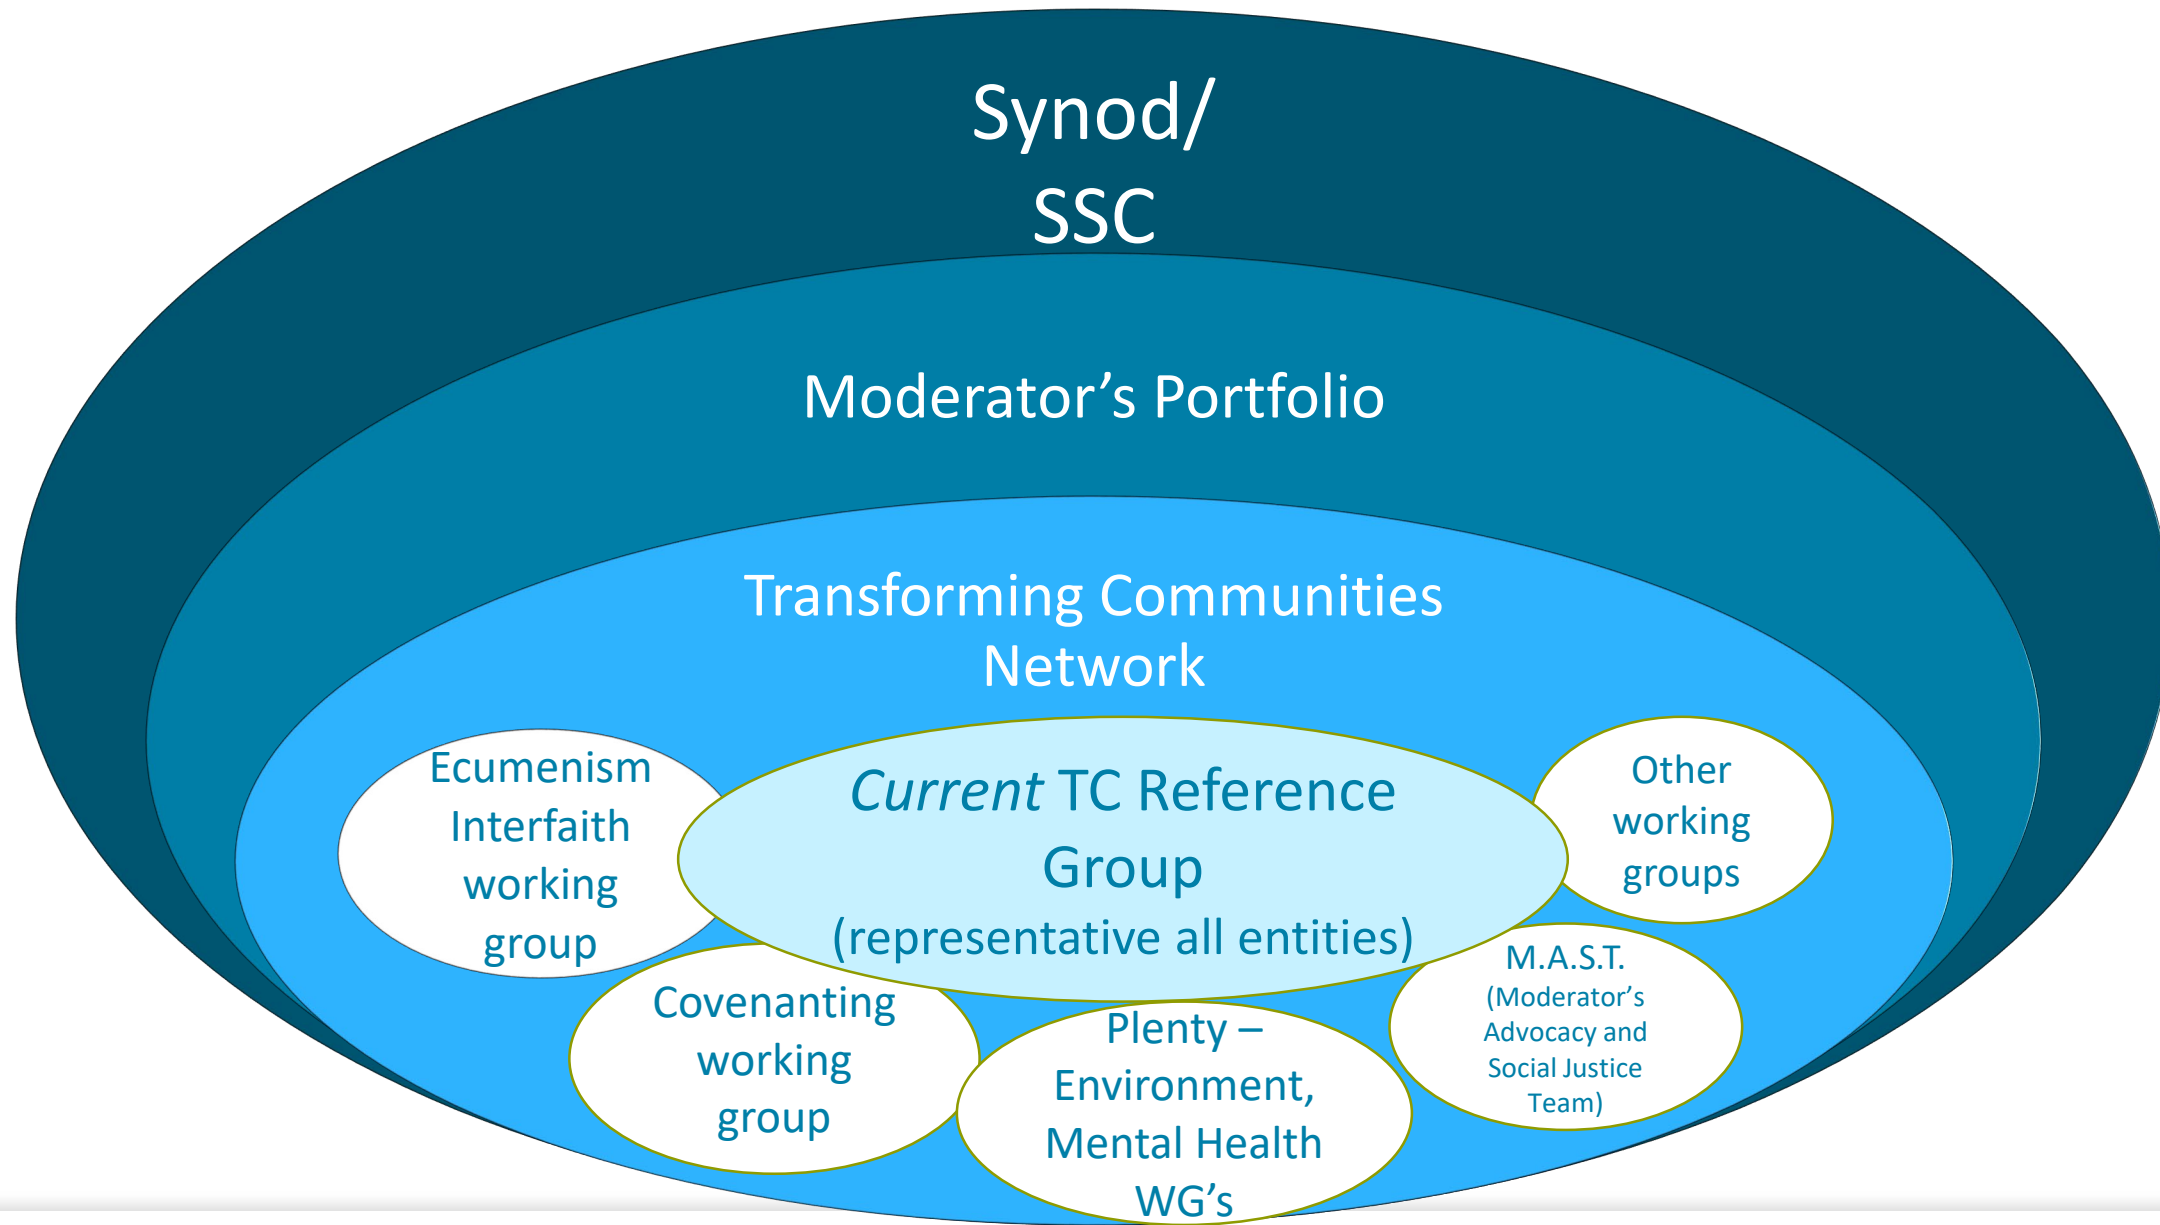 Synod/
SSC
Moderator’s Portfolio
Transforming Communities
Network
Ecumenism
Interfaith
working
group
Current TC Reference
Group
(representative all entities)
Other
working
groups
Covenanting
working
group
Plenty –
Environment,
Mental Health
WG’s
M.A.S.T.
(Moderator’s
Advocacy and
Social Justice
Team)